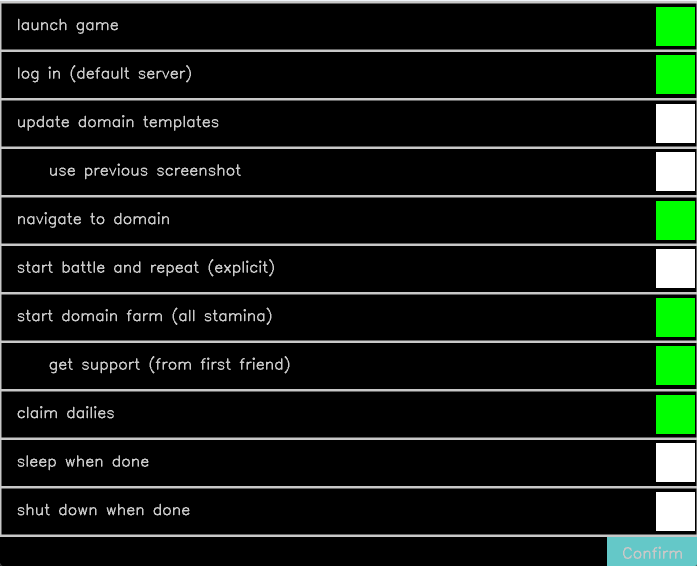 launch game
log in (default server)
update domain templates
use previous screenshot
navigate to domain
start battle and repeat (explicit)
start domain farm (all stamina)
get support (from first friend)
claim dailies
sleep when done
shut down when done
Confirm